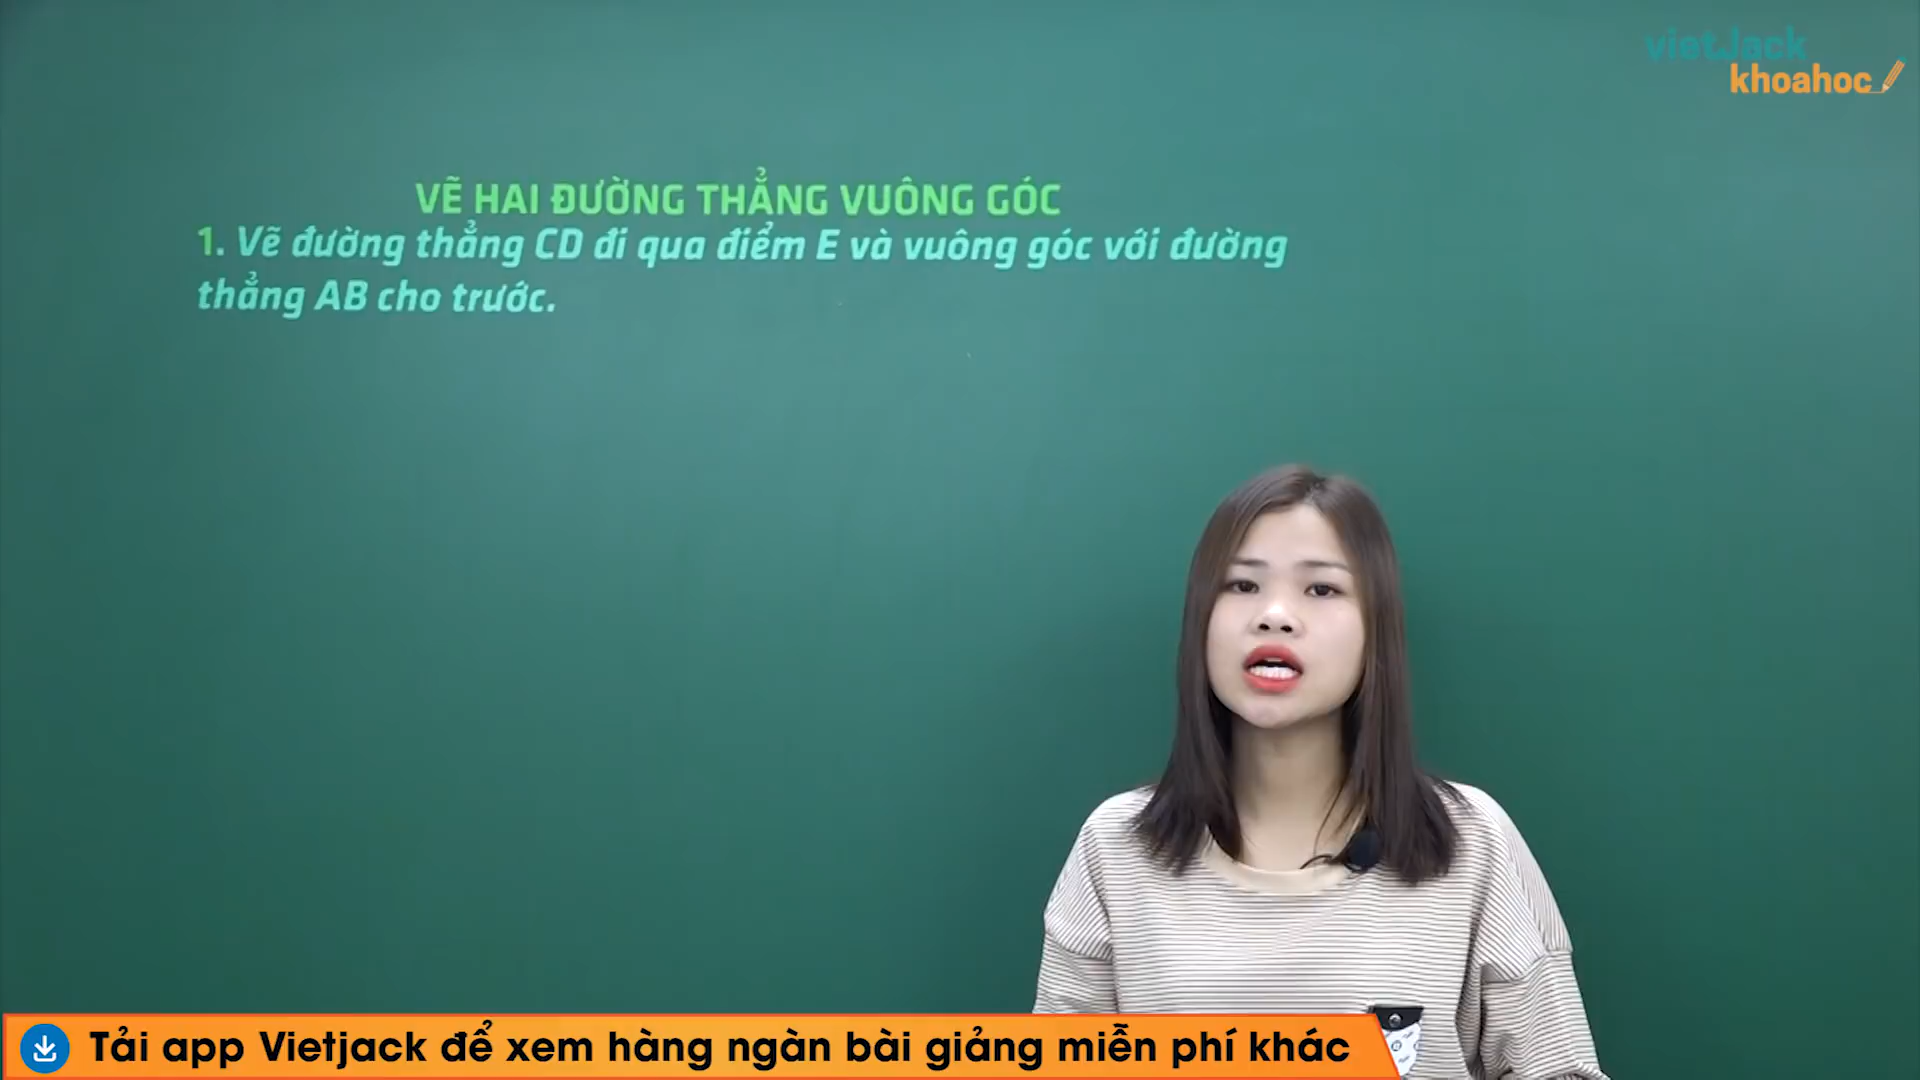 vietJack
khoahoc
VẼ HAI ĐƯỜNG THẲNG VUÔNG GÓC
1. Vẽ đường thẳng CD đi qua điểm E và vuông góc với đường
thẳng AB cho trước.
Tải app Vietjack để xem hàng ngàn bài giảng miễn phí khác